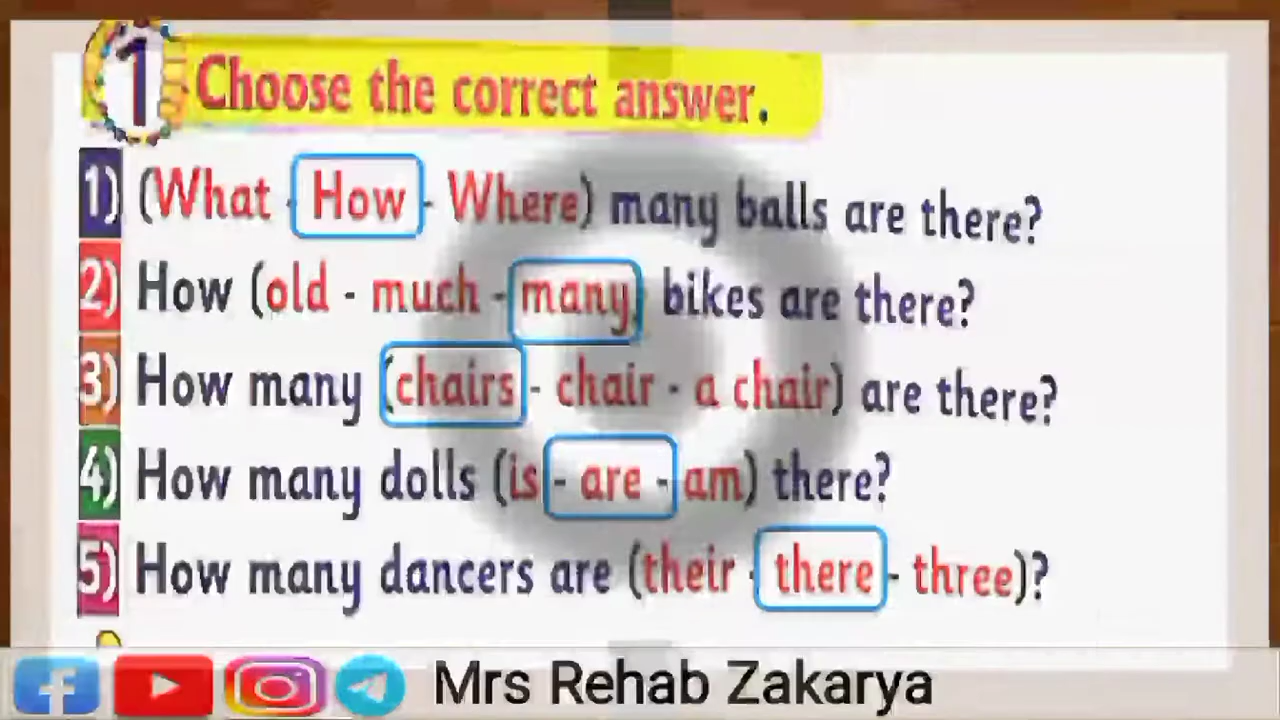 1 Choose the correct answer.
1) (What - How - Where) many balls are there?
2) How (old - much - many) bikes are there?
3) How many (chairs - chair - a chair) are there?
4) How many dolls (is - are - am) there?
5) How many dancers are (their - there - three)?
Mrs Rehab Zakarya